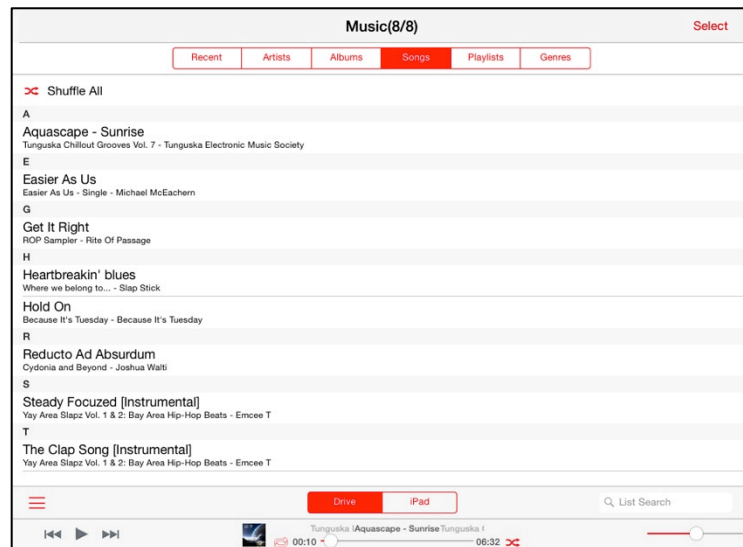 Music(8/8)
Select
Recent Artists Albums Songs Playlists Genres
Shuffle All
A
Aquascape - Sunrise
Tunguska Chillout Grooves Vol. 7 - Tunguska Electronic Music Society
E
Easier As Us
Easier As Us - Single - Michael McEachern
G
Get It Right
ROP Sampler - Rite Of Passage
H
Heartbreakin' blues
Where we belong to... - Slap Stick
Hold On
Because It's Tuesday - Because It's Tuesday
R
Reducto Ad Absurdum
Cydonia and Beyond - Joshua Walti
S
Steady Focuzed [Instrumental]
Yay Area Slapz Vol. 1 & 2: Bay Area Hip-Hop Beats - Emcee T
T
The Clap Song [Instrumental]
Yay Area Slapz Vol. 1 & 2: Bay Area Hip-Hop Beats - Emcee T
Drive iPad
List Search
Tunguska Aquascape - Sunrise Tunguska
00:10 06:32